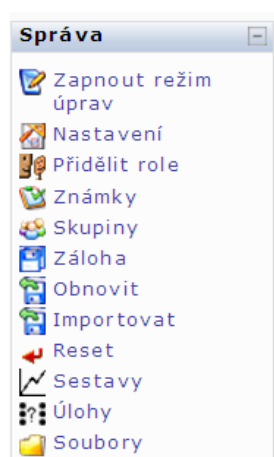 Správa
Zapnout režim
úprav
Nastavení
Přidělit role
Známky
Skupiny
Záloha
Obnovit
Importovat
Reset
Sestavy
Úlohy
Soubory